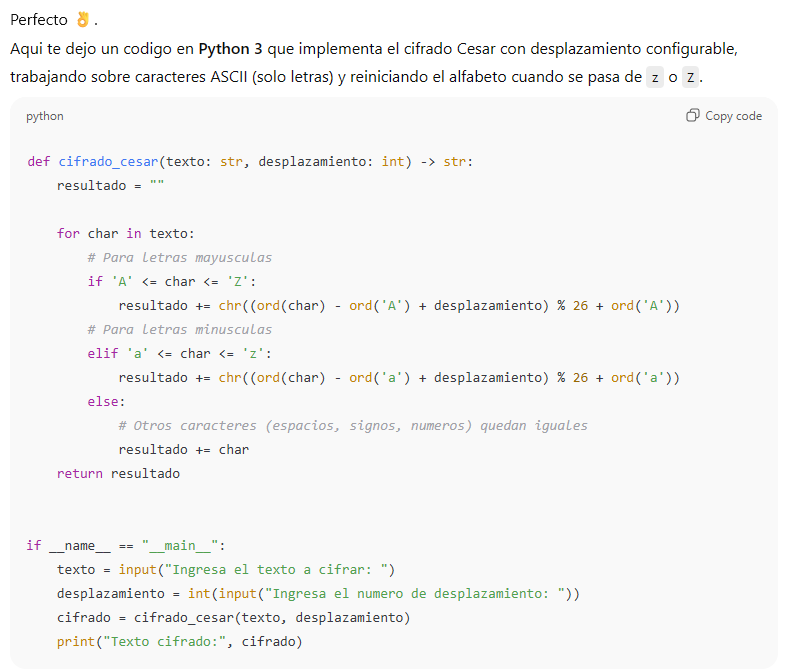 Perfecto 👌.
Aqui te dejo un codigo en Python 3 que implementa el cifrado Cesar con desplazamiento configurable,
trabajando sobre caracteres ASCII (solo letras) y reiniciando el alfabeto cuando se pasa de z o Z.
python Copy code
def cifrado_cesar(texto: str, desplazamiento: int) -> str:
    resultado = ""
    for char in texto:
        # Para letras mayusculas
        if 'A' <= char <= 'Z':
            resultado += chr((ord(char) - ord('A') + desplazamiento) % 26 + ord('A'))
        # Para letras minusculas
        elif 'a' <= char <= 'z':
            resultado += chr((ord(char) - ord('a') + desplazamiento) % 26 + ord('a'))
        else:
            # Otros caracteres (espacios, signos, numeros) quedan iguales
            resultado += char
    return resultado
if __name__ == "__main__":
    texto = input("Ingresa el texto a cifrar: ")
    desplazamiento = int(input("Ingresa el numero de desplazamiento: "))
    cifrado = cifrado_cesar(texto, desplazamiento)
    print("Texto cifrado:", cifrado)